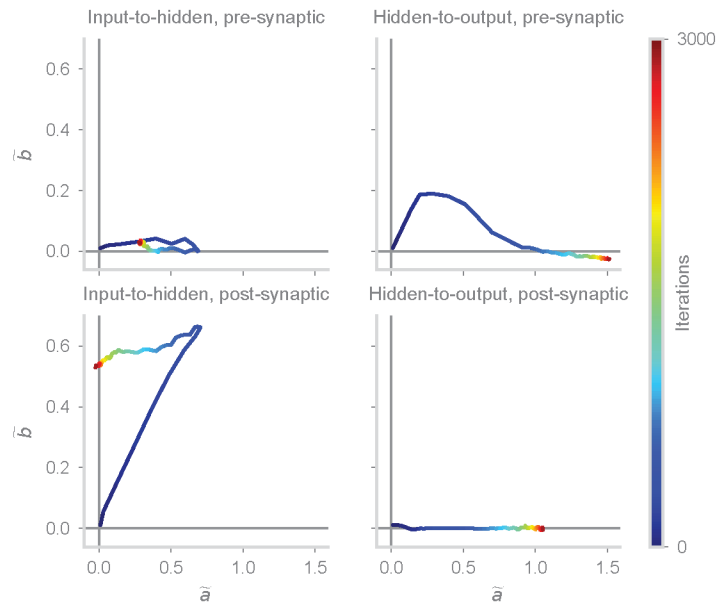 Input-to-hidden, pre-synaptic
Hidden-to-output, pre-synaptic
3000
0.6
0.4
b̃
0.2
0.0
Input-to-hidden, post-synaptic
Hidden-to-output, post-synaptic
Iterations
0.6
0.4
b̃
0.2
0.0
0
0.0 0.5 1.0 1.5
0.0 0.5 1.0 1.5
ã
ã